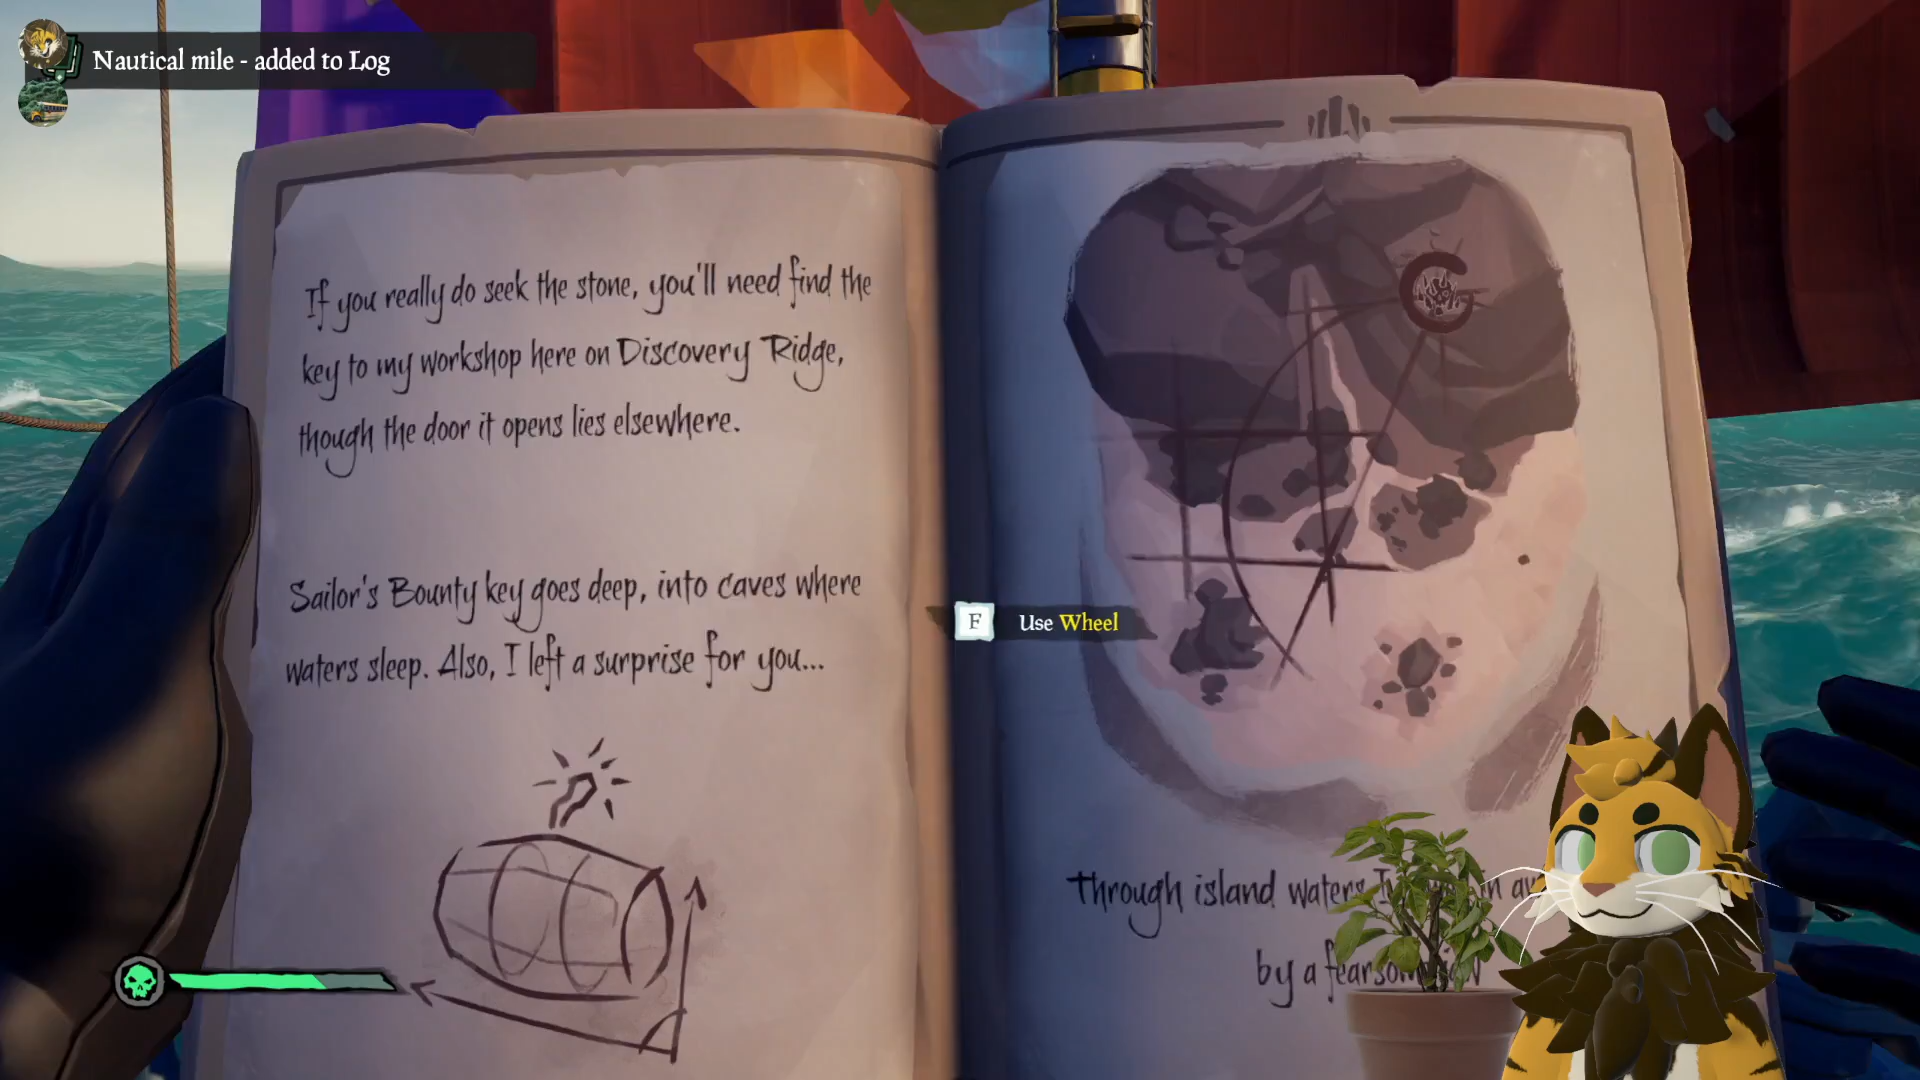 Nautical mile - added to Log
If you really do seek the stone, you'll need find the
key to my workshop here on Discovery Ridge,
though the door it opens lies elsewhere.
Sailor's Bounty key goes deep, into caves where
waters sleep. Also, I left a surprise for you...
F Use Wheel
Through island waters
by a